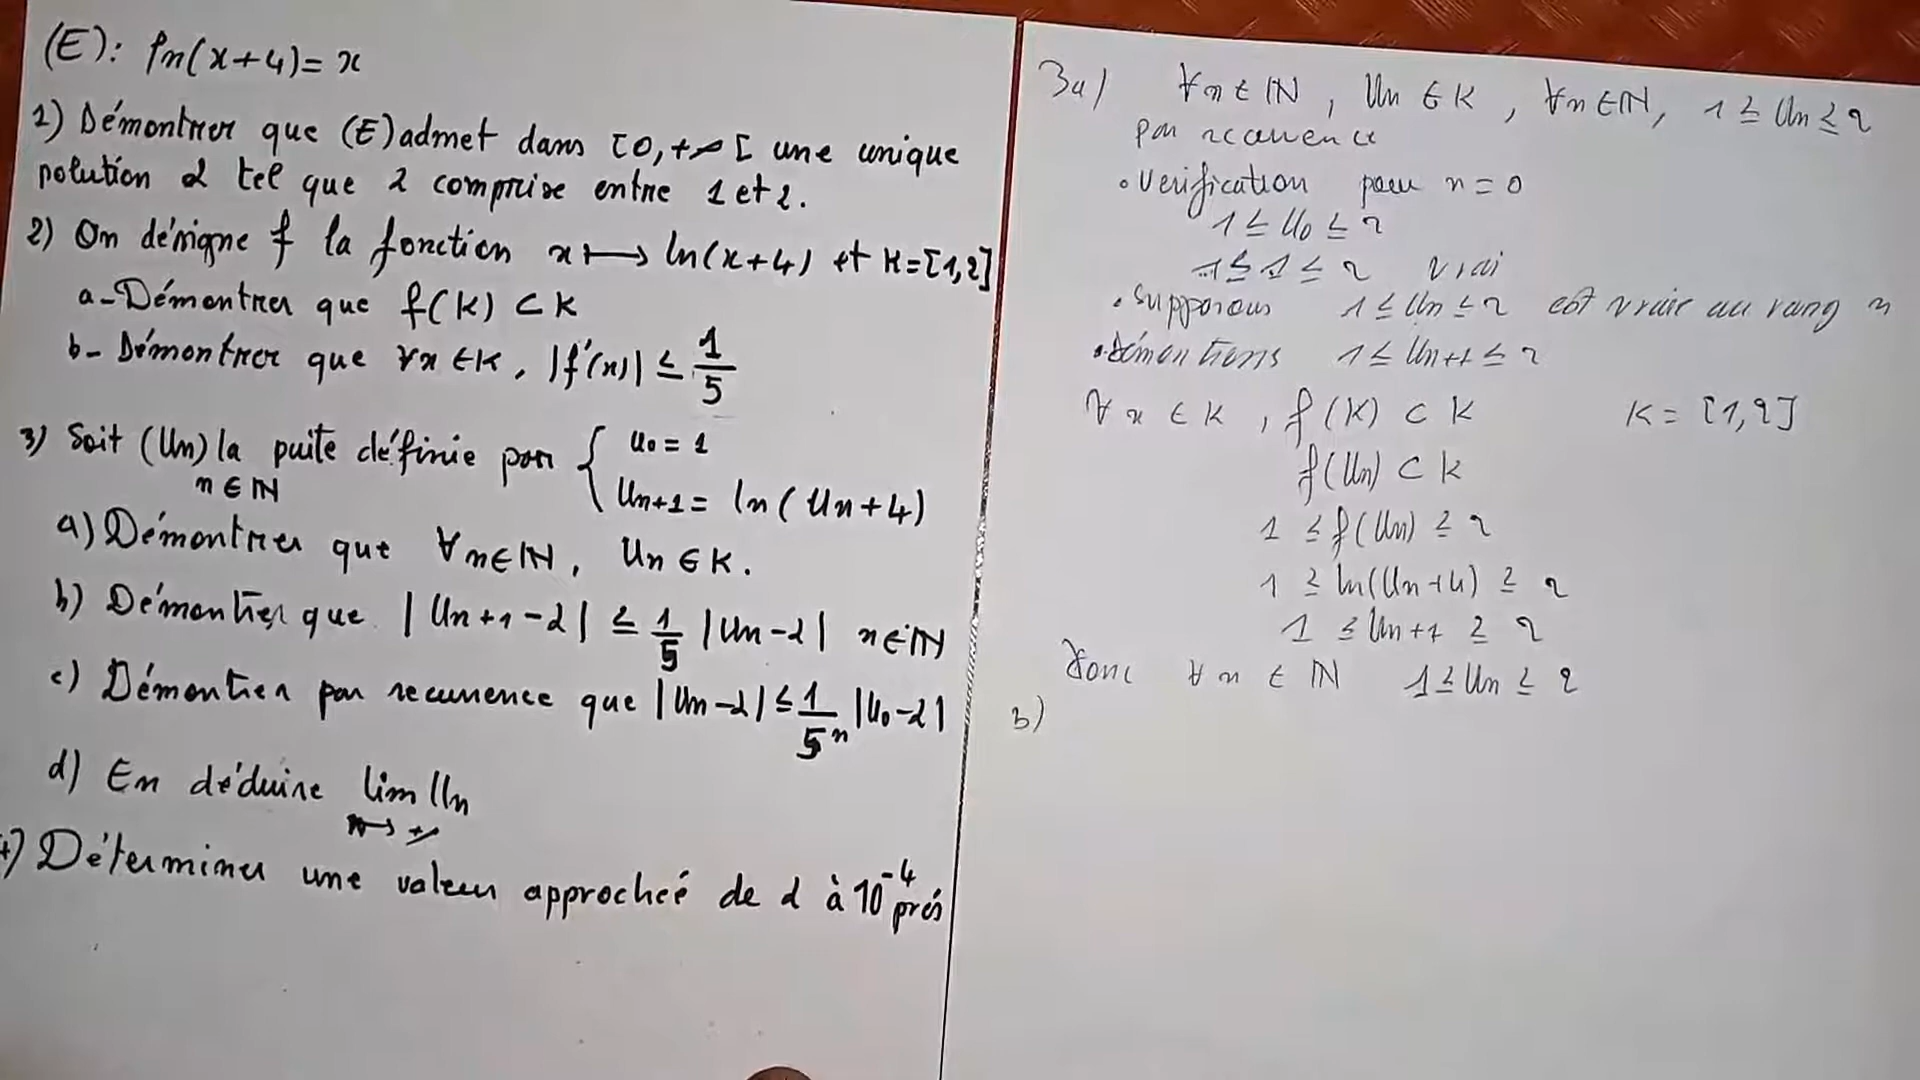 (E): ln(x+4)= x
1) Démontrer que (E) admet dans [0,+∞[ une unique
solution α tel que α comprise entre 1 et 2.
2) On désigne f la fonction x ⟼ ln(x+4) et K=[1,2]
a- Démontrer que f(K) ⊂ K
b- Démontrer que ∀x ∈ K, |f'(x)| ≤ 1/5
3) Soit (Un) la suite définie par { u₀ = 1
n ∈ ℕ Un+1 = ln(Un+4)
a) Démontrer que ∀n∈ℕ, Un ∈ K.
b) Démontrer que |Un+1-α| ≤ 1/5 |Un-α| n∈ℕ
c) Démontrer par recurrence que |Un-α| ≤ 1/5ⁿ |U₀-α|
d) En déduire lim Un
n→+∞
4) Déterminer une valeur approcheé de α à 10⁻⁴ prés
3a) ∀n∈ℕ, Un ∈ K, ∀n∈ℕ, 1 ≤ Un ≤ 2
par recurrence
• verification pour n=0
1 ≤ U₀ ≤ 2
1 ≤ 1 ≤ 2 vrai
• supposons 1 ≤ Un ≤ 2 est vraie au rang n
• démontrons 1 ≤ Un+1 ≤ 2
∀x ∈ K, f(K) ⊂ K K = [1,2]
f(Un) ⊂ K
1 ≤ f(Un) ≤ 2
1 ≤ ln(Un+4) ≤ 2
1 ≤ Un+1 ≤ 2
donc ∀n ∈ ℕ 1 ≤ Un ≤ 2
b)